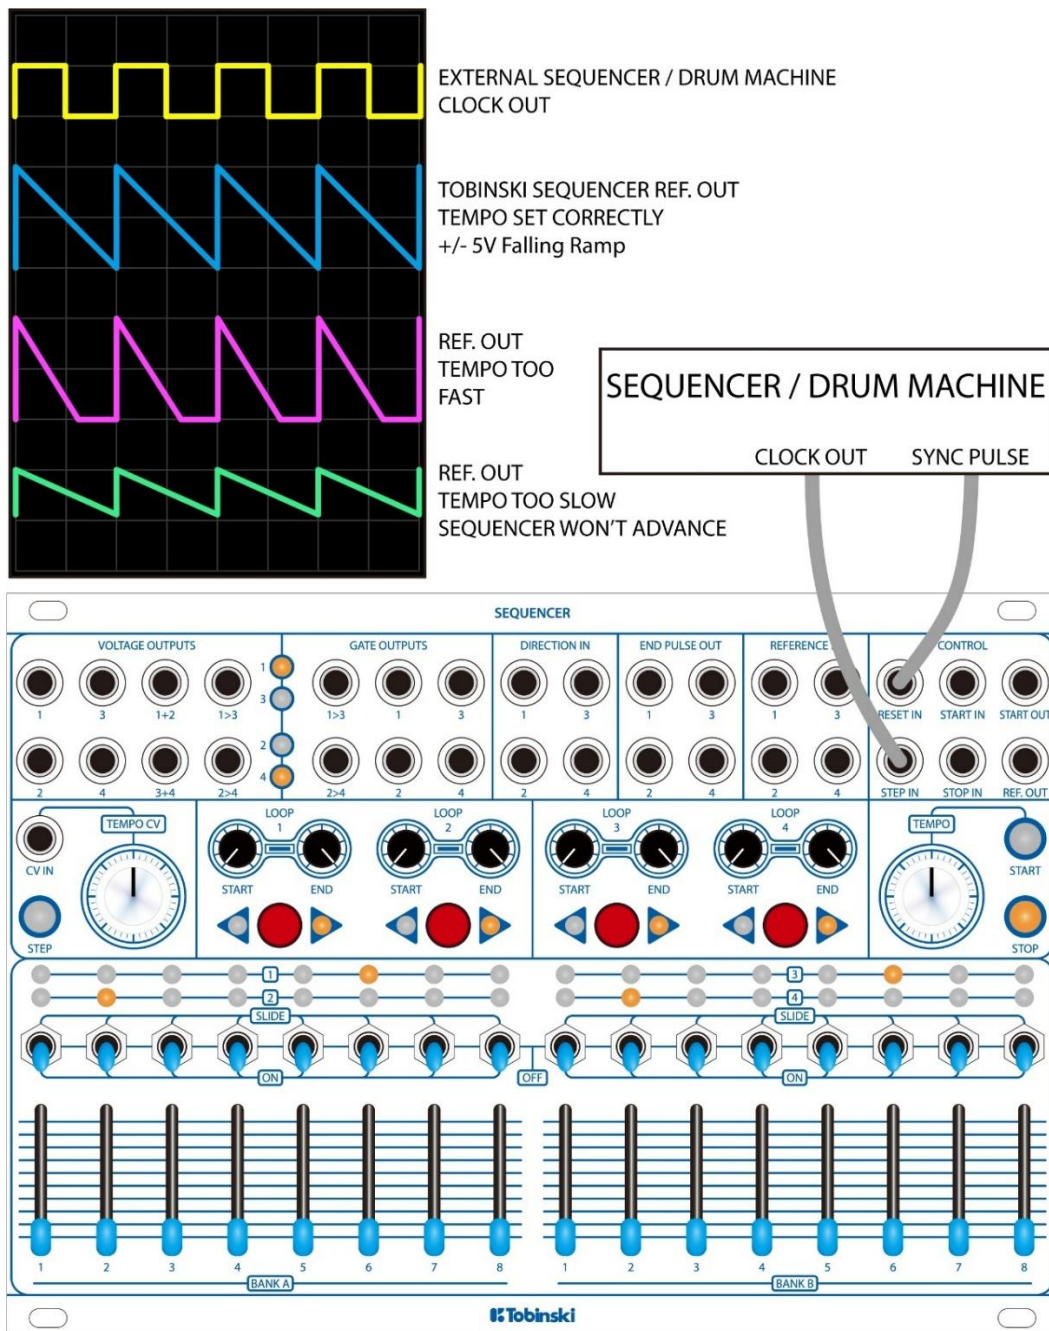 EXTERNAL SEQUENCER / DRUM MACHINE
CLOCK OUT
TOBINSKI SEQUENCER REF. OUT
TEMPO SET CORRECTLY
+/- 5V Falling Ramp
REF. OUT
TEMPO TOO
FAST
REF. OUT
TEMPO TOO SLOW
SEQUENCER WON'T ADVANCE
SEQUENCER / DRUM MACHINE
CLOCK OUT SYNC PULSE
SEQUENCER
VOLTAGE OUTPUTS GATE OUTPUTS DIRECTION IN END PULSE OUT REFERENCE CONTROL
1
3
1 3 1+2 1>3 1>3 1 3 1 3 1 3 1 3 RESET IN START IN START OUT
2
4
2 4 3+4 2>4 2>4 2 4 2 4 2 4 2 4 STEP IN STOP IN REF. OUT
TEMPO CV LOOP 1 LOOP 2 LOOP 3 LOOP 4 TEMPO
CV IN START END START END START END START END START
STEP STOP
1 3
2 4
SLIDE SLIDE
ON OFF ON
1 2 3 4 5 6 7 8 1 2 3 4 5 6 7 8
BANK A BANK B
Tobinski